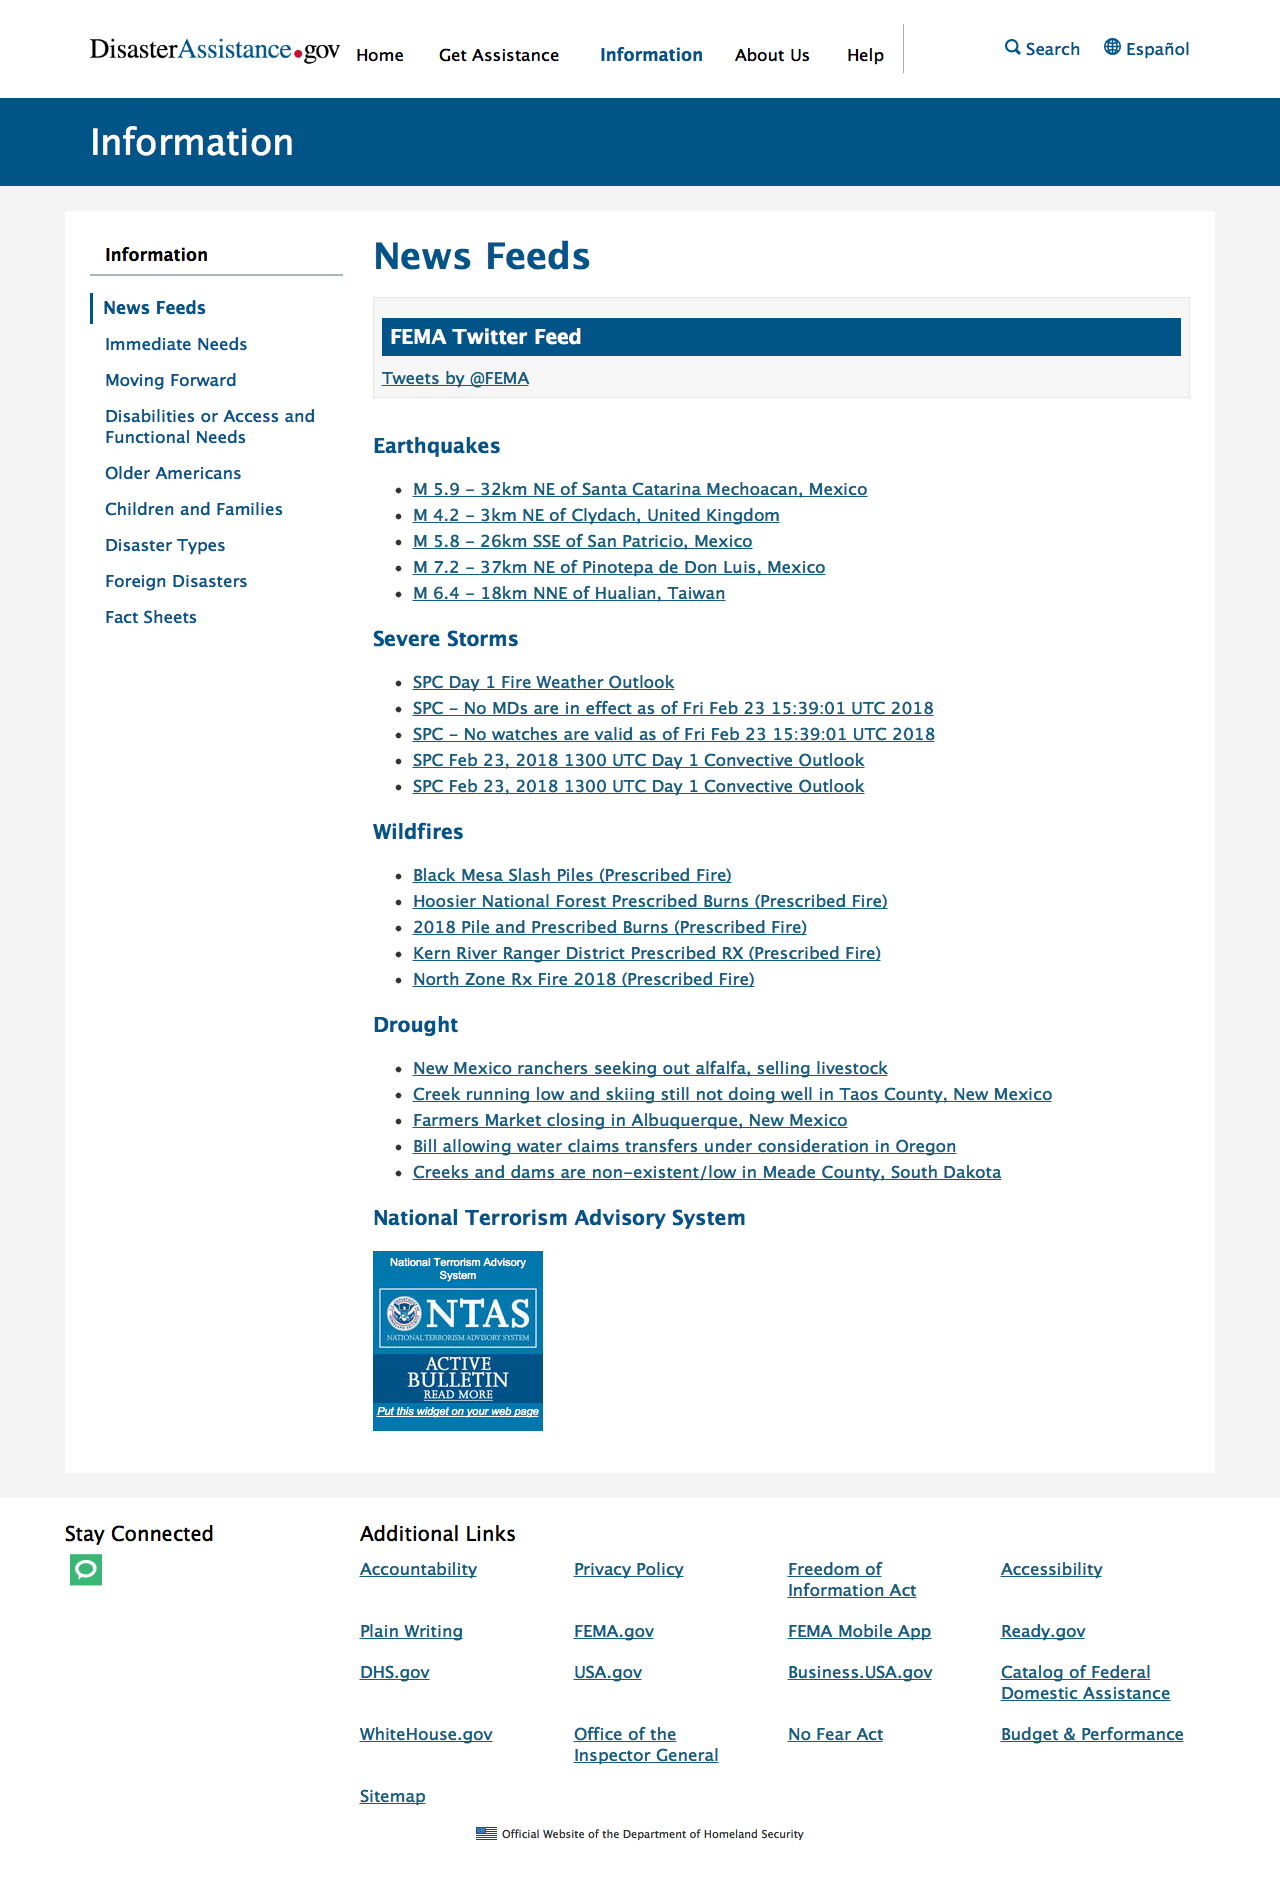 DisasterAssistance.gov Home Get Assistance Information About Us Help Search Español
Information
Information
News Feeds
Immediate Needs
Moving Forward
Disabilities or Access and
Functional Needs
Older Americans
Children and Families
Disaster Types
Foreign Disasters
Fact Sheets
News Feeds
FEMA Twitter Feed
Tweets by @FEMA
Earthquakes
M 5.9 - 32km NE of Santa Catarina Mechoacan, Mexico
M 4.2 - 3km NE of Clydach, United Kingdom
M 5.8 - 26km SSE of San Patricio, Mexico
M 7.2 - 37km NE of Pinotepa de Don Luis, Mexico
M 6.4 - 18km NNE of Hualian, Taiwan
Severe Storms
SPC Day 1 Fire Weather Outlook
SPC - No MDs are in effect as of Fri Feb 23 15:39:01 UTC 2018
SPC - No watches are valid as of Fri Feb 23 15:39:01 UTC 2018
SPC Feb 23, 2018 1300 UTC Day 1 Convective Outlook
SPC Feb 23, 2018 1300 UTC Day 1 Convective Outlook
Wildfires
Black Mesa Slash Piles (Prescribed Fire)
Hoosier National Forest Prescribed Burns (Prescribed Fire)
2018 Pile and Prescribed Burns (Prescribed Fire)
Kern River Ranger District Prescribed RX (Prescribed Fire)
North Zone Rx Fire 2018 (Prescribed Fire)
Drought
New Mexico ranchers seeking out alfalfa, selling livestock
Creek running low and skiing still not doing well in Taos County, New Mexico
Farmers Market closing in Albuquerque, New Mexico
Bill allowing water claims transfers under consideration in Oregon
Creeks and dams are non-existent/low in Meade County, South Dakota
National Terrorism Advisory System
National Terrorism Advisory
System
NTAS
NATIONAL TERRORISM ADVISORY SYSTEM
ACTIVE
BULLETIN
READ MORE
Put this widget on your web page
Stay Connected
Additional Links
Accountability Privacy Policy Freedom of Accessibility
Information Act
Plain Writing FEMA.gov FEMA Mobile App Ready.gov
DHS.gov USA.gov Business.USA.gov Catalog of Federal
Domestic Assistance
WhiteHouse.gov Office of the No Fear Act Budget & Performance
Inspector General
Sitemap
Official Website of the Department of Homeland Security